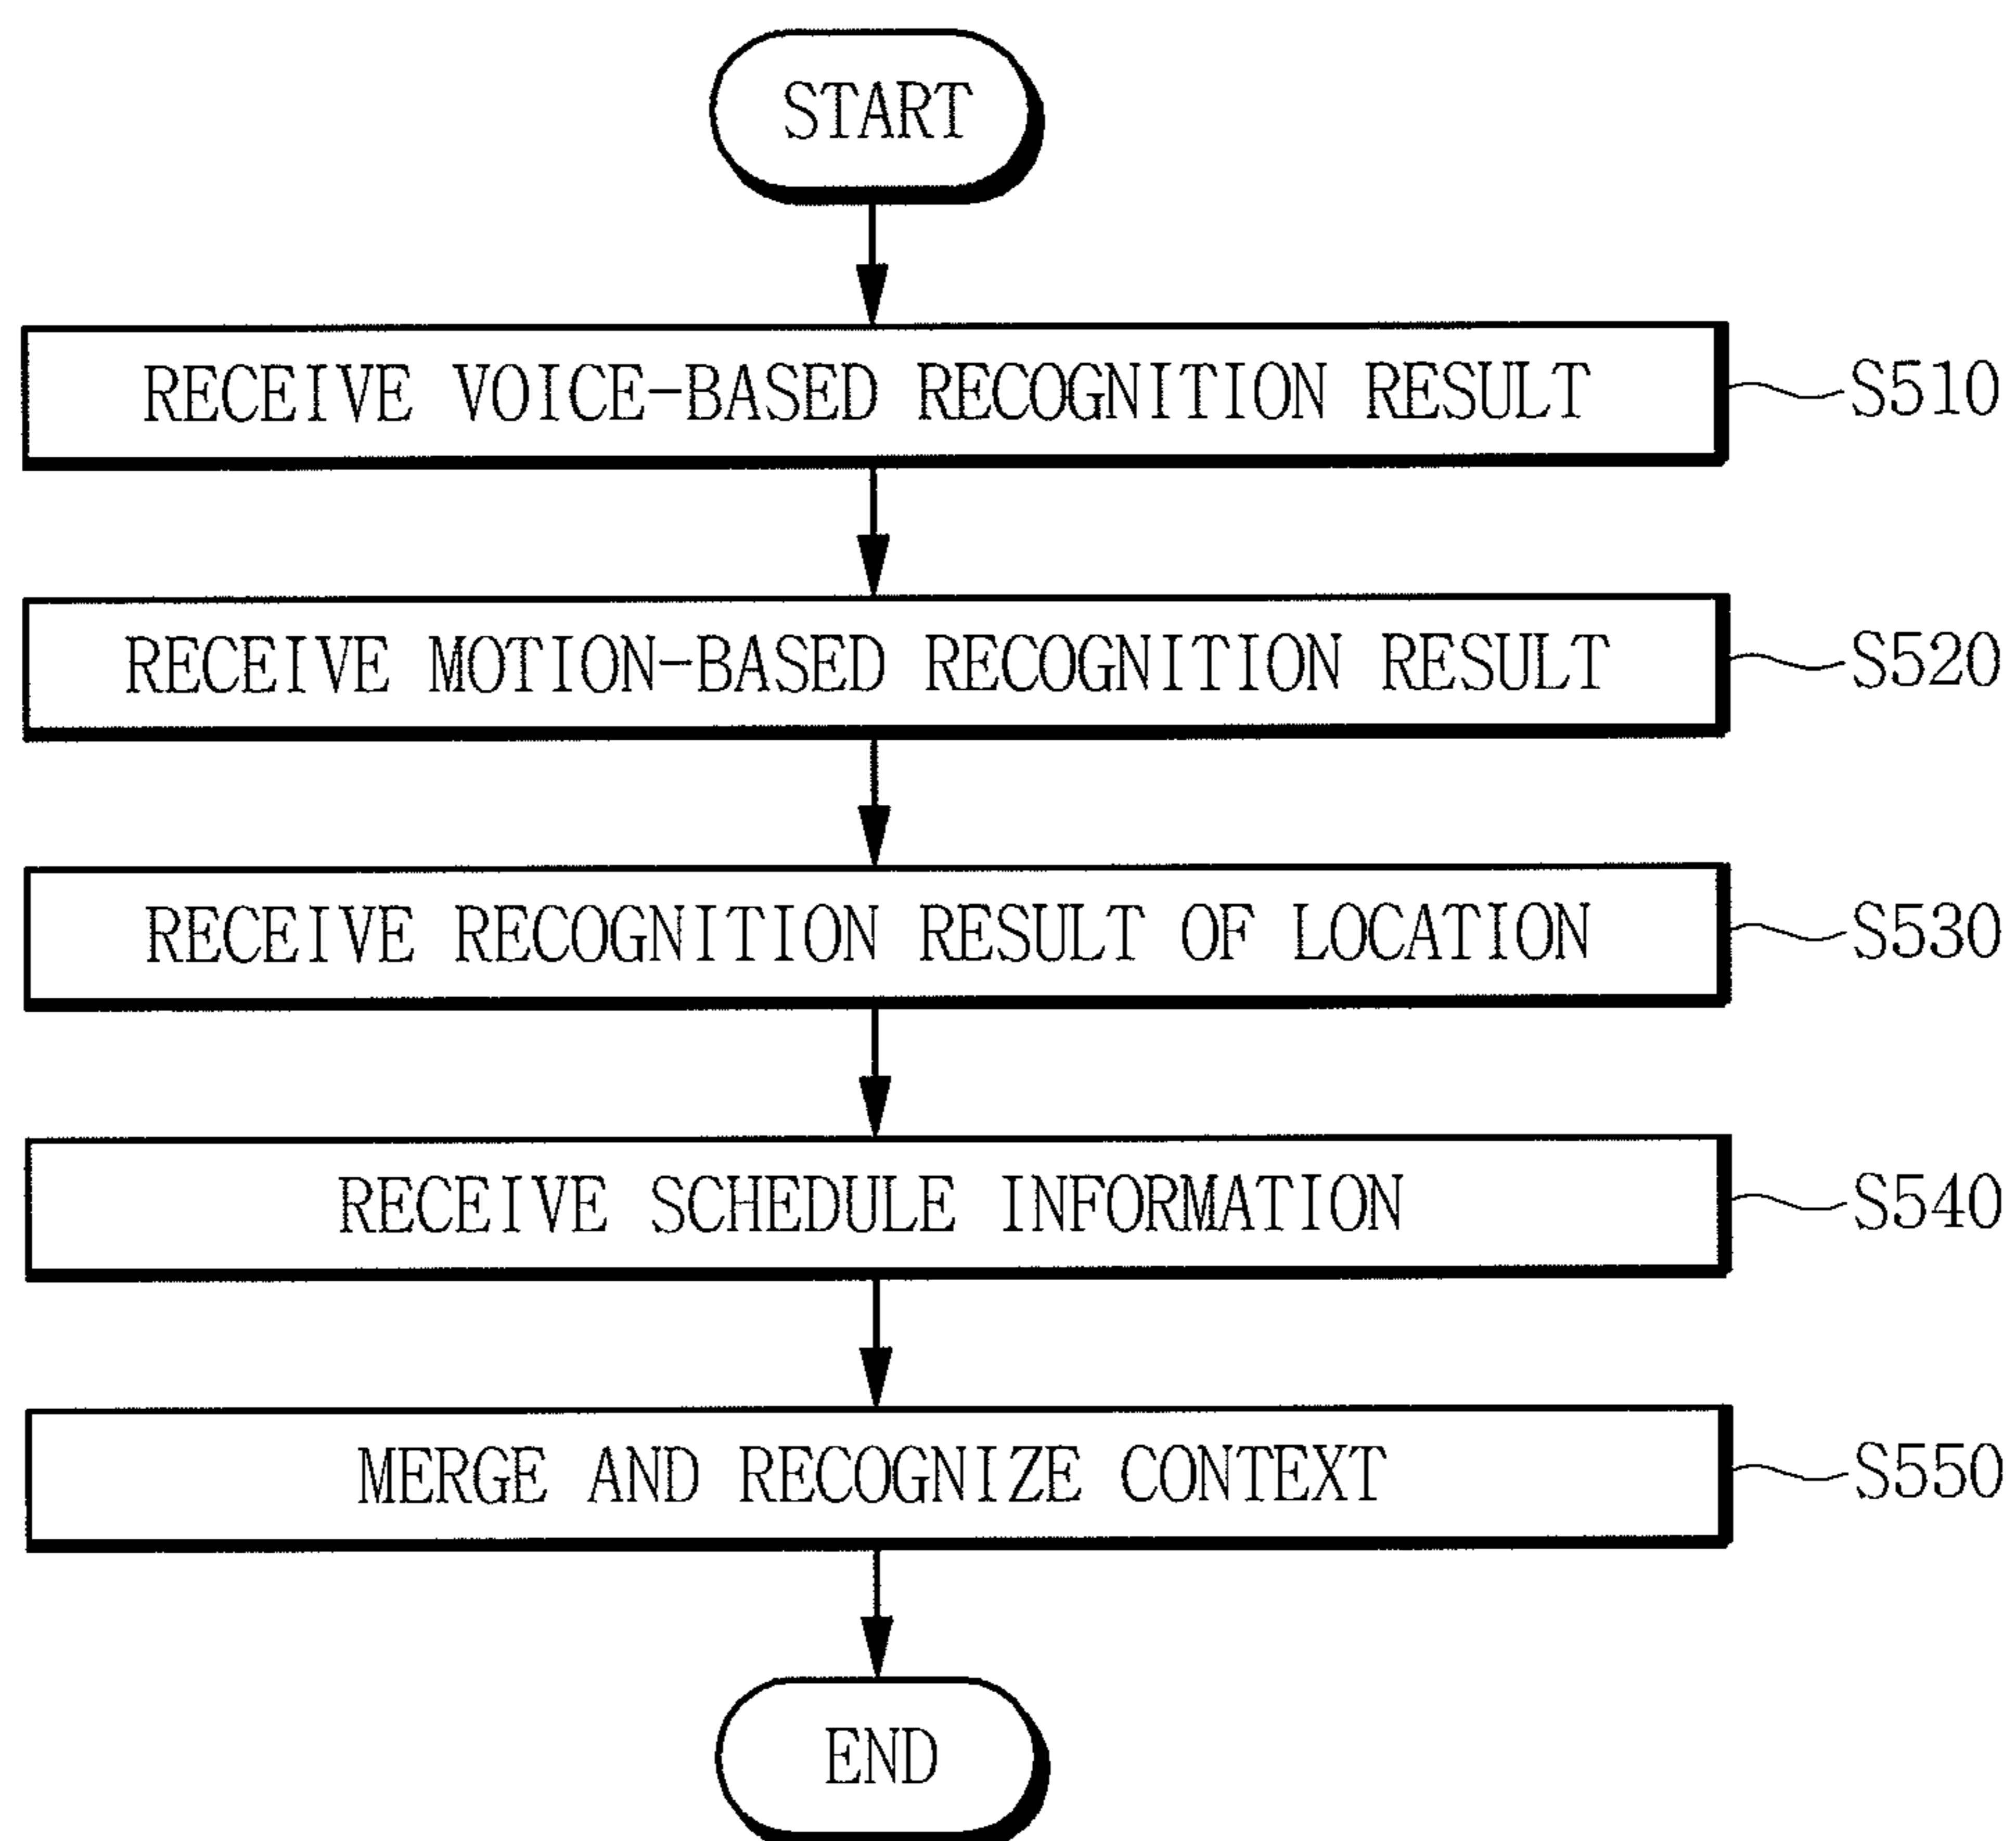 START
RECEIVE VOICE-BASED RECOGNITION RESULT
S510
RECEIVE MOTION-BASED RECOGNITION RESULT
S520
RECEIVE RECOGNITION RESULT OF LOCATION
S530
RECEIVE SCHEDULE INFORMATION
S540
MERGE AND RECOGNIZE CONTEXT
S550
END